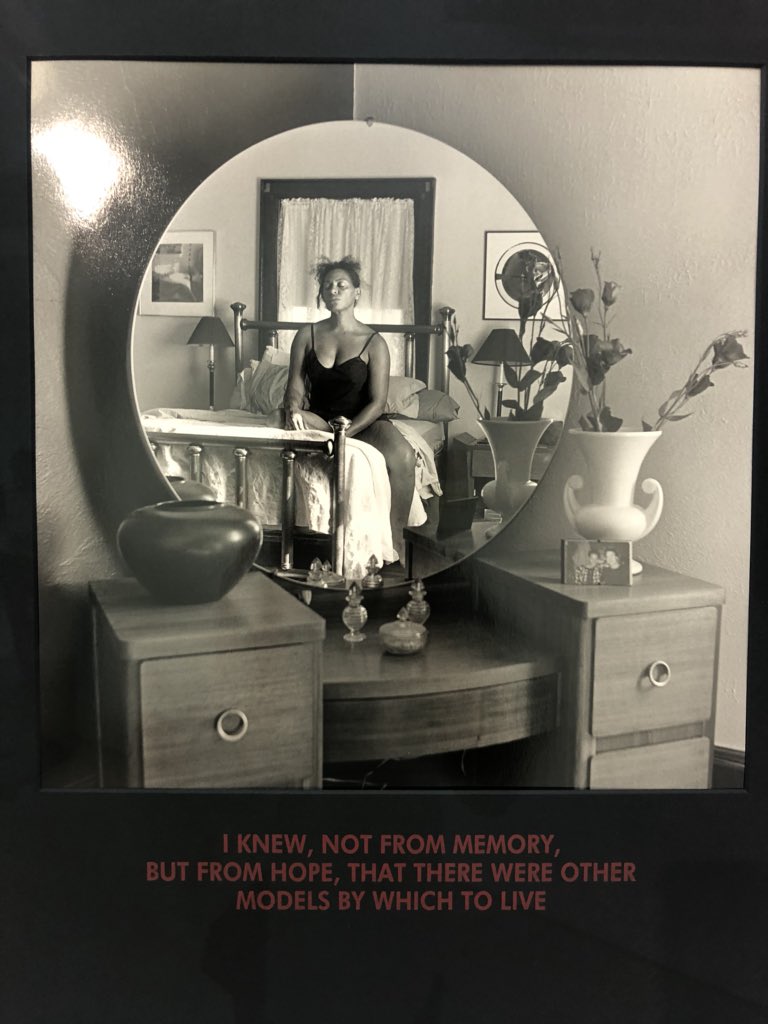 I KNEW, NOT FROM MEMORY,
BUT FROM HOPE, THAT THERE WERE OTHER
MODELS BY WHICH TO LIVE